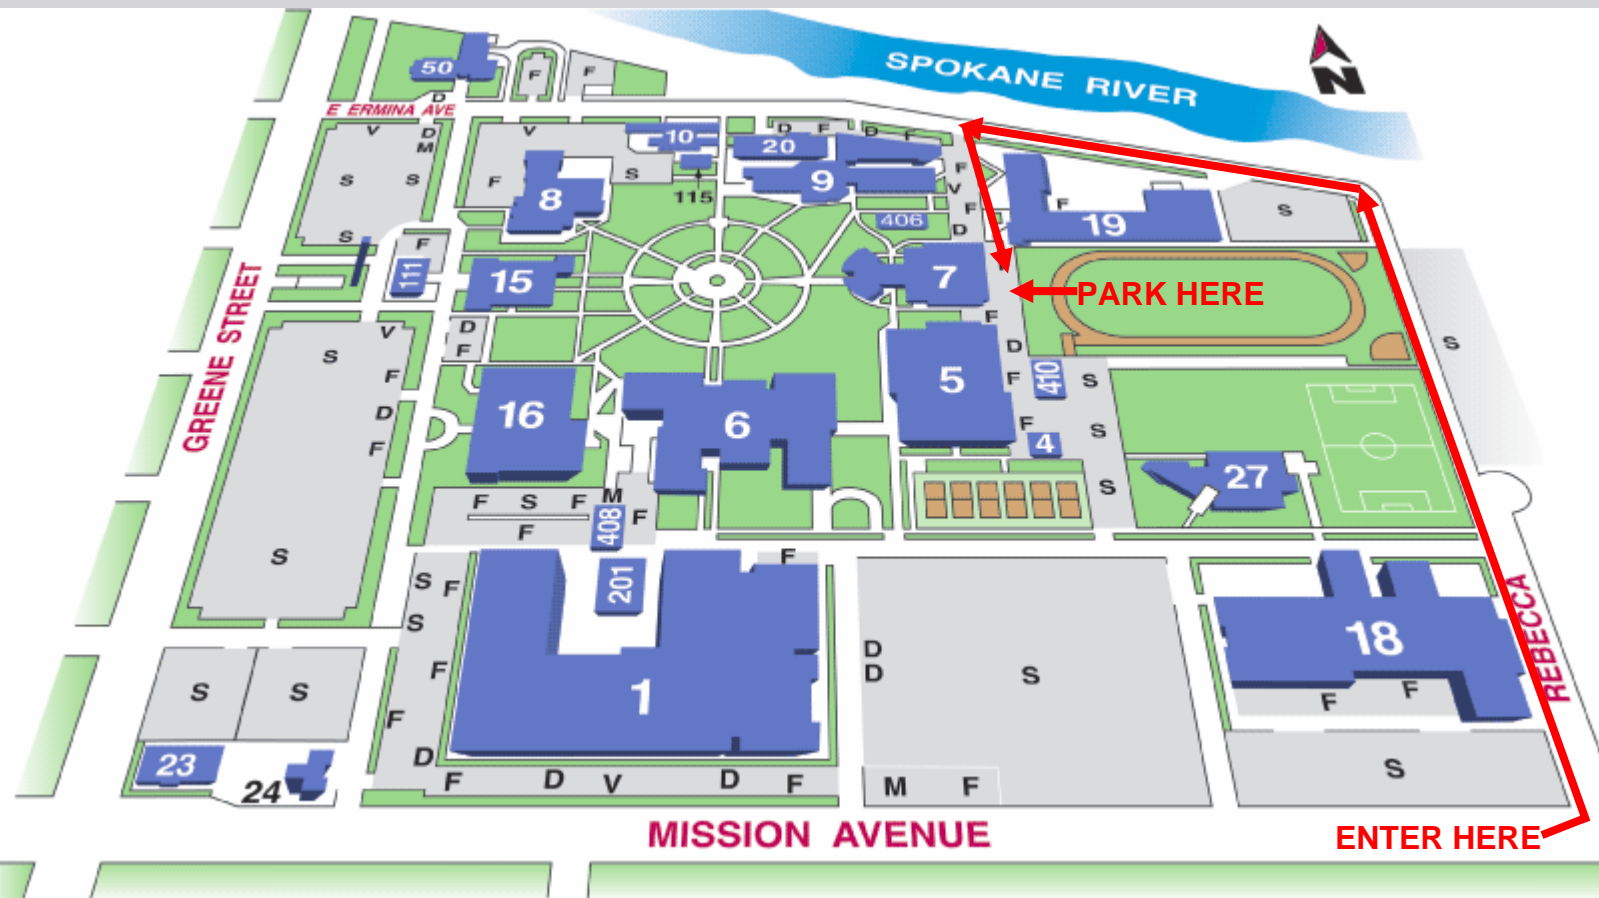 SPOKANE RIVER
N
50
F
F
D
E ERMINA AVE
V
D
M
V
10
D
F
D
F
20
S
S
F
8
S
115
9
F
V
F
D
406
F
19
S
S
F
111
15
7
PARK HERE
GREENE STREET
V
S
F
D
F
D
F
16
6
5
F
D
F
410
S
F
4
S
S
S
27
F
S
F
M
F
F
408
S
S
F
S
F
F
D
201
F
1
D
D
S
18
F
F
REBECCA
S
S
23
24
F
D
V
D
F
M
F
S
MISSION AVENUE
ENTER HERE